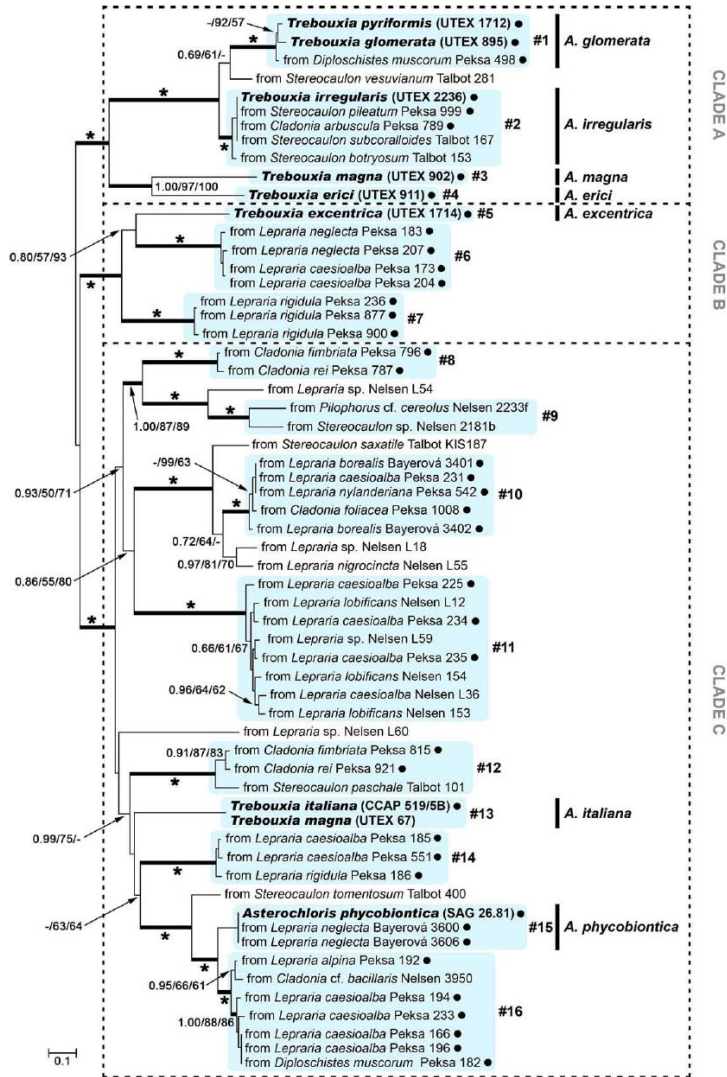 -/92/57
Trebouxia pyriformis (UTEX 1712) ●
Trebouxia glomerata (UTEX 895) ●
#1
A. glomerata
*
from Diploschistes muscorum Peksa 498 ●
0.69/61/-
from Stereocaulon vesuvianum Talbot 281
CLADE A
*
Trebouxia irregularis (UTEX 2236) ●
from Stereocaulon pileatum Peksa 999 ●
from Cladonia arbuscula Peksa 789 ●
#2
A. irregularis
*
*
from Stereocaulon subcoralloides Talbot 167
from Stereocaulon botryosum Talbot 153
Trebouxia magna (UTEX 902) ● #3
A. magna
1.00/97/100
Trebouxia erici (UTEX 911) ● #4
A. erici
Trebouxia excentrica (UTEX 1714) ● #5
A. excentrica
from Lepraria neglecta Peksa 183 ●
*
0.80/57/93
from Lepraria neglecta Peksa 207 ●
#6
from Lepraria caesioalba Peksa 173 ●
from Lepraria caesioalba Peksa 204 ●
CLADE B
*
from Lepraria rigidula Peksa 236 ●
*
from Lepraria rigidula Peksa 877 ●
#7
from Lepraria rigidula Peksa 900 ●
*
from Cladonia fimbriata Peksa 796 ●
#8
from Cladonia rei Peksa 787 ●
*
from Lepraria sp. Nelsen L54
*
from Pilophorus cf. cereolus Nelsen 2233f
#9
1.00/87/89
from Stereocaulon sp. Nelsen 2181b
from Stereocaulon saxatile Talbot KIS187
-/99/63
from Lepraria borealis Bayerová 3401 ●
*
from Lepraria caesioalba Peksa 231 ●
0.93/50/71
from Lepraria nylanderiana Peksa 542 ●
#10
*
from Cladonia foliacea Peksa 1008 ●
from Lepraria borealis Bayerová 3402 ●
0.72/64/-
from Lepraria sp. Nelsen L18
0.97/81/70
from Lepraria nigrocincta Nelsen L55
0.86/55/80
from Lepraria caesioalba Peksa 225 ●
*
from Lepraria lobificans Nelsen L12
*
from Lepraria caesioalba Peksa 234 ●
0.66/61/67
from Lepraria sp. Nelsen L59
#11
from Lepraria caesioalba Peksa 235 ●
from Lepraria lobificans Nelsen 154
0.96/64/62
from Lepraria caesioalba Nelsen L36
from Lepraria lobificans Nelsen 153
CLADE C
from Lepraria sp. Nelsen L60
0.91/87/83
from Cladonia fimbriata Peksa 815 ●
*
from Cladonia rei Peksa 921 ●
#12
from Stereocaulon paschale Talbot 101
Trebouxia italiana (CCAP 519/5B) ●
#13
A. italiana
Trebouxia magna (UTEX 67)
0.99/75/-
from Lepraria caesioalba Peksa 185 ●
*
from Lepraria caesioalba Peksa 551 ●
#14
from Lepraria rigidula Peksa 186 ●
from Stereocaulon tomentosum Talbot 400
-/63/64
*
Asterochloris phycobiontica (SAG 26.81) ●
from Lepraria neglecta Bayerová 3600 ●
#15
A. phycobiontica
from Lepraria neglecta Bayerová 3606 ●
*
from Lepraria alpina Peksa 192 ●
0.95/66/61
*
from Cladonia cf. bacillaris Nelsen 3950
from Lepraria caesioalba Peksa 194 ●
1.00/88/86
from Lepraria caesioalba Peksa 233 ●
#16
from Lepraria caesioalba Peksa 166 ●
from Lepraria caesioalba Peksa 196 ●
0.1
from Diploschistes muscorum Peksa 182 ●